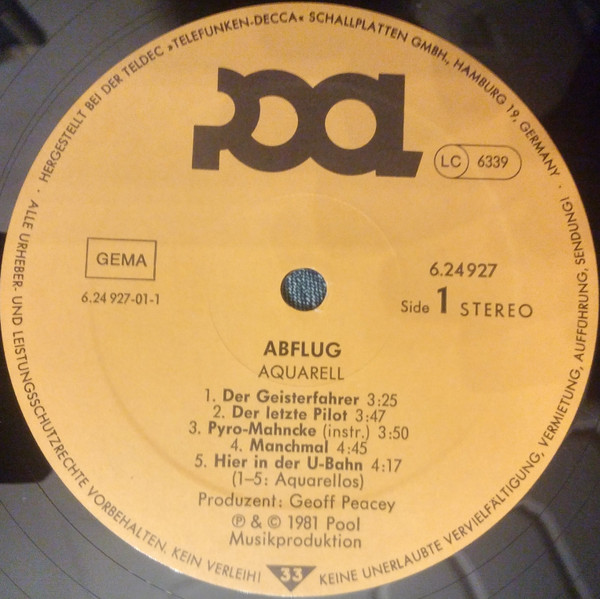 · HERGESTELLT BEI DER TELDEC »TELEFUNKEN-DECCA« SCHALLPLATTEN GMBH, HAMBURG 19, GERMANY ·
pool
LC 6339
GEMA
6.24 927-01-1
6.24927
Side 1 STEREO
ABFLUG
AQUARELL
1. Der Geisterfahrer 3:25
2. Der letzte Pilot 3:47
3. Pyro-Mahncke (instr.) 3:50
4. Manchmal 4:45
5. Hier in der U-Bahn 4:17
(1–5: Aquarellos)
Produzent: Geoff Peacey
℗ & © 1981 Pool
Musikproduktion
33
ALLE URHEBER- UND LEISTUNGSSCHUTZRECHTE VORBEHALTEN. KEIN VERLEIH! KEINE UNERLAUBTE VERVIELFÄLTIGUNG, VERMIETUNG, AUFFÜHRUNG, SENDUNG!